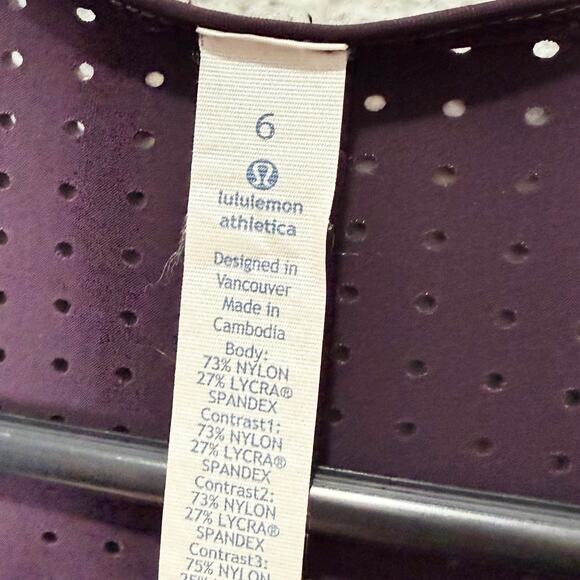 6
lululemon
athletica
Designed in
Vancouver
Made in
Cambodia
Body:
73% NYLON
27% LYCRA®
SPANDEX
Contrast1:
73% NYLON
27% LYCRA®
SPANDEX
Contrast2:
73% NYLON
27% LYCRA®
SPANDEX
Contrast3:
75% NYLON
25%